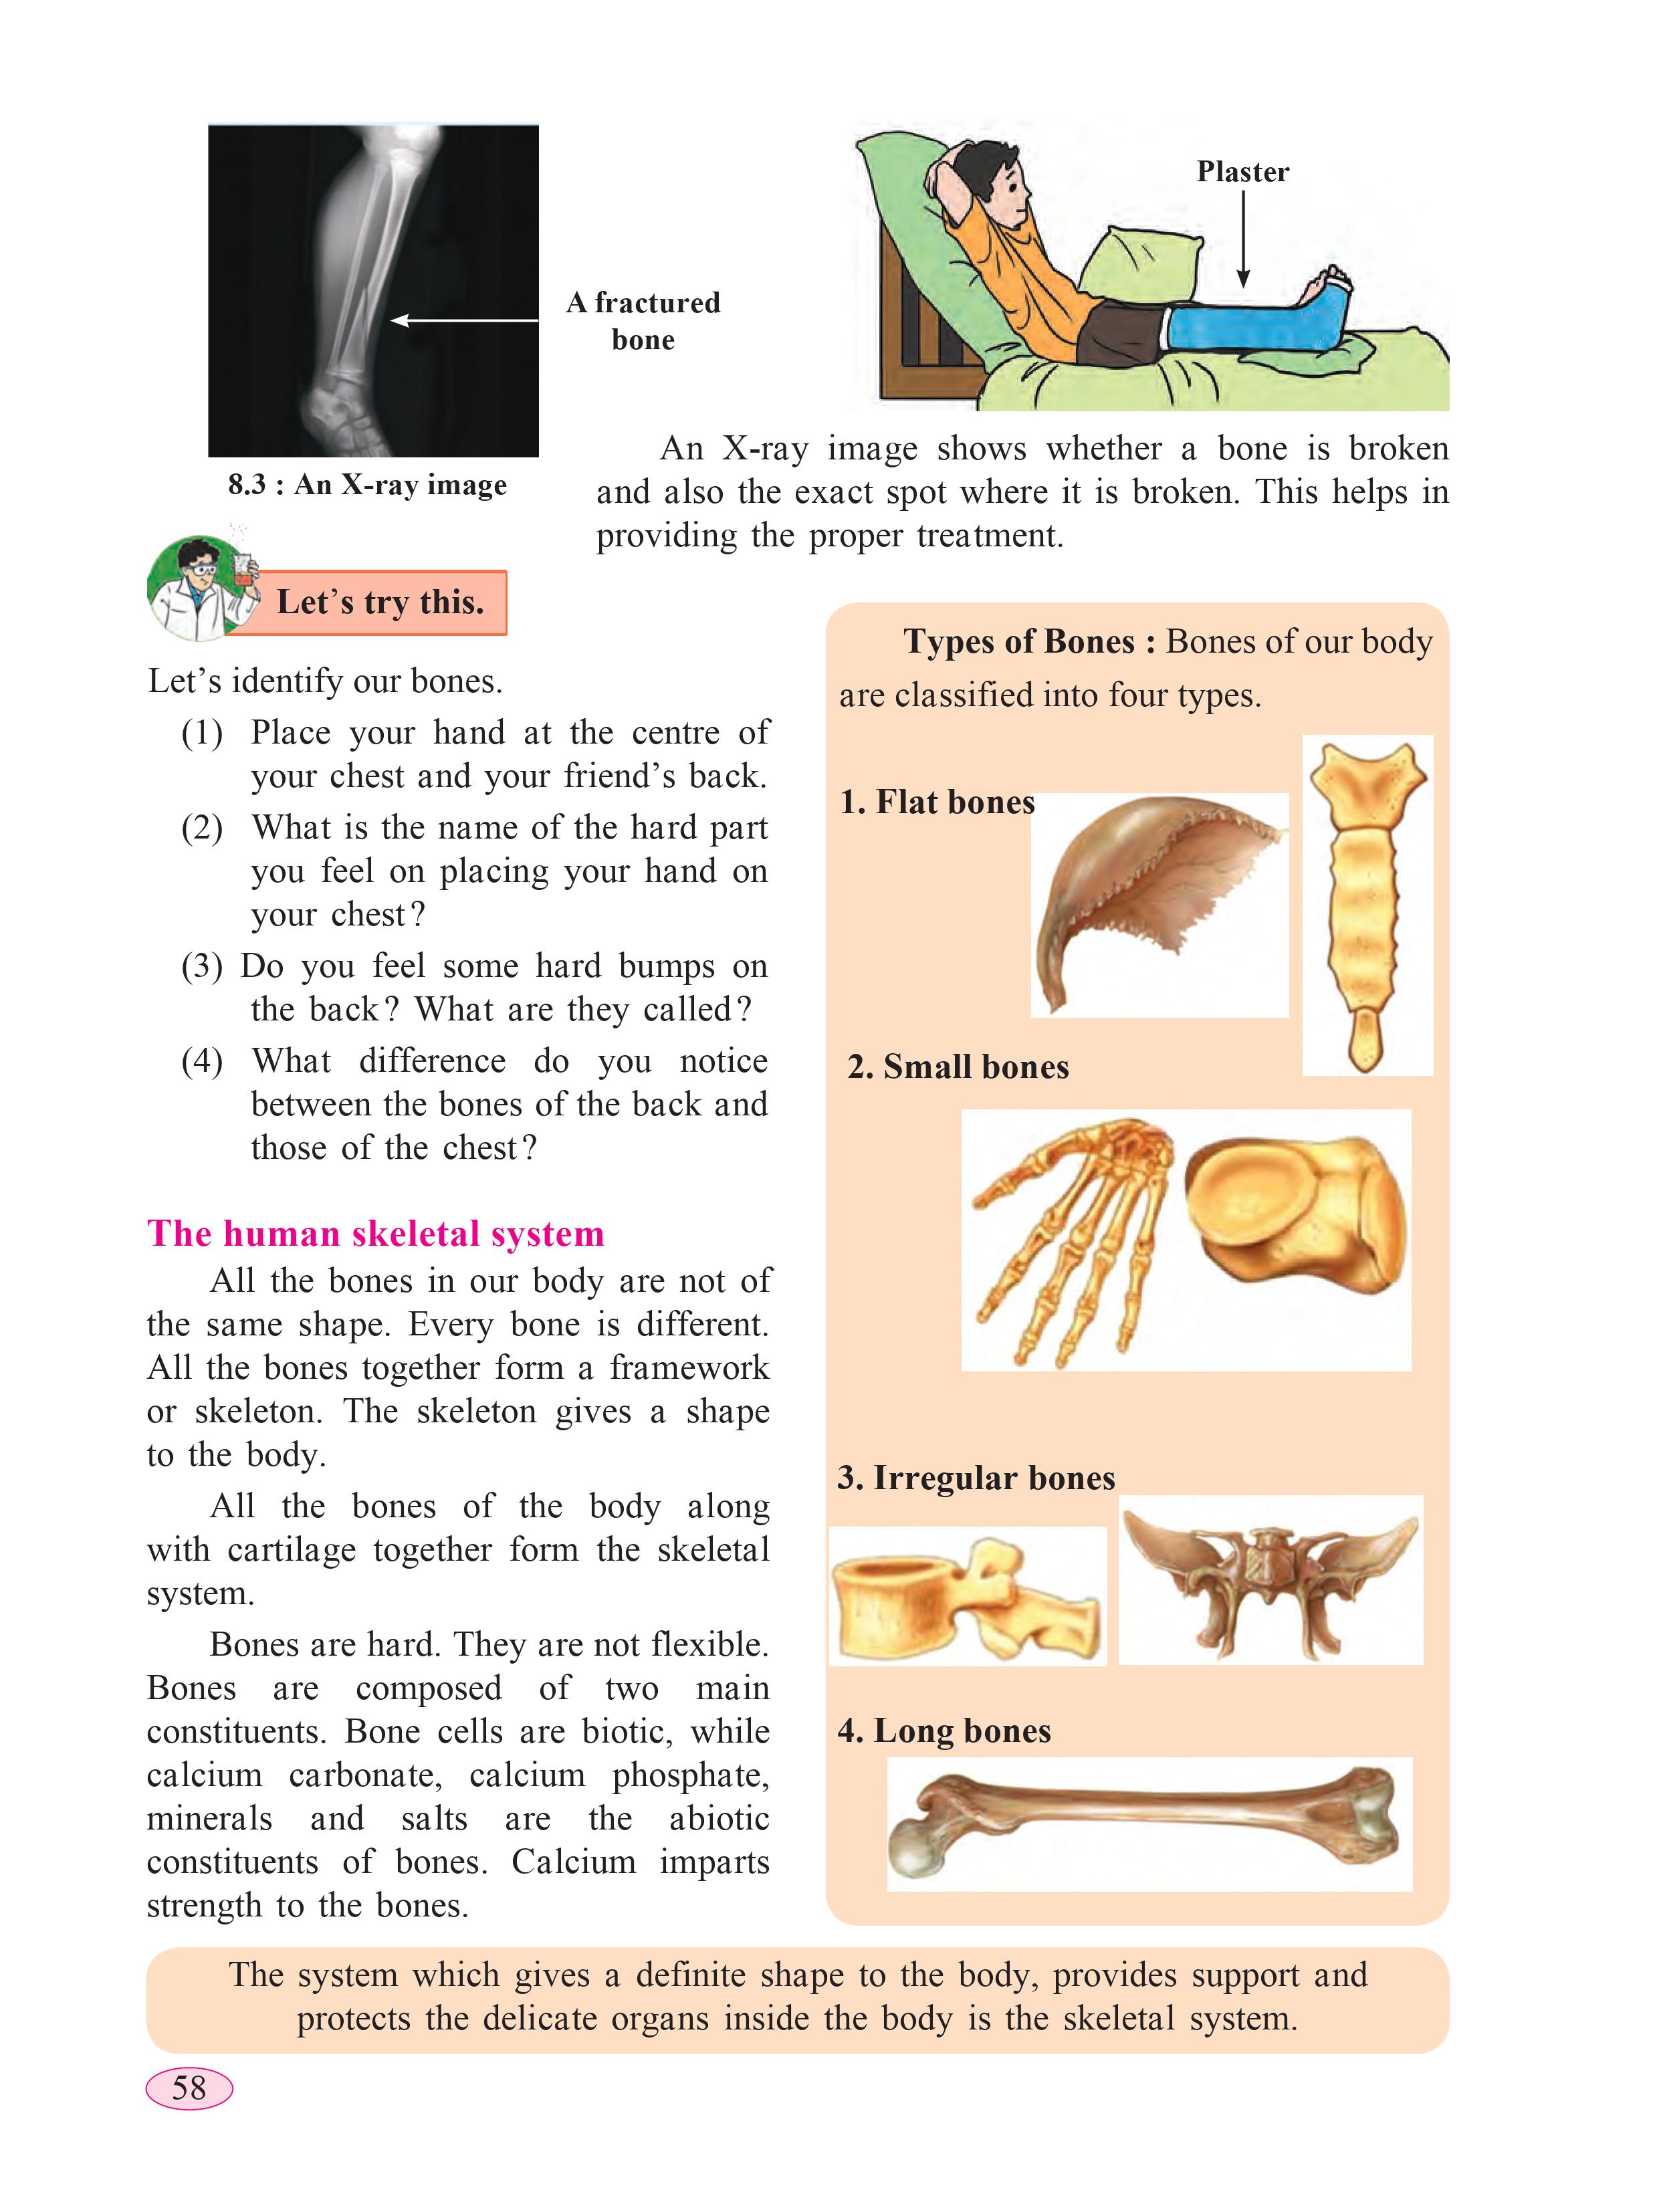 Plaster
A fractured
bone
8.3 : An X-ray image
An X-ray image shows whether a bone is broken
and also the exact spot where it is broken. This helps in
providing the proper treatment.
Let's try this.
Let's identify our bones.
(1) Place your hand at the centre of
your chest and your friend's back.
(2) What is the name of the hard part
you feel on placing your hand on
your chest?
(3) Do you feel some hard bumps on
the back? What are they called?
(4) What difference do you notice
between the bones of the back and
those of the chest?
The human skeletal system
All the bones in our body are not of
the same shape. Every bone is different.
All the bones together form a framework
or skeleton. The skeleton gives a shape
to the body.
All the bones of the body along
with cartilage together form the skeletal
system.
Bones are hard. They are not flexible.
Bones are composed of two main
constituents. Bone cells are biotic, while
calcium carbonate, calcium phosphate,
minerals and salts are the abiotic
constituents of bones. Calcium imparts
strength to the bones.
Types of Bones : Bones of our body
are classified into four types.
1. Flat bones
2. Small bones
3. Irregular bones
4. Long bones
The system which gives a definite shape to the body, provides support and
protects the delicate organs inside the body is the skeletal system.
58